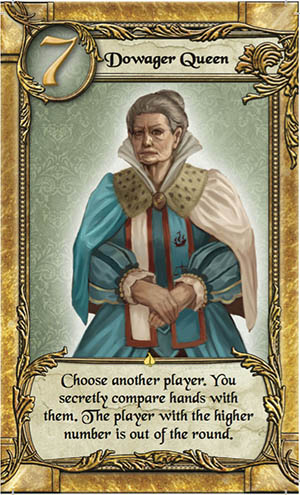 7
Dowager Queen
Choose another player. You
secretly compare hands with
them. The player with the higher
number is out of the round.